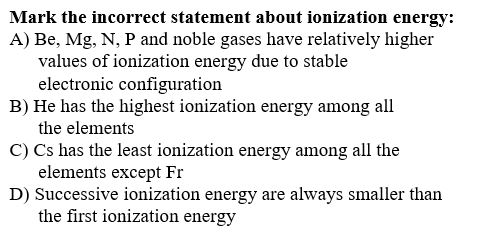 Mark the incorrect statement about ionization energy:
A) Be, Mg, N, P and noble gases have relatively higher
values of ionization energy due to stable
electronic configuration
B) He has the highest ionization energy among all
the elements
C) Cs has the least ionization energy among all the
elements except Fr
D) Successive ionization energy are always smaller than
the first ionization energy